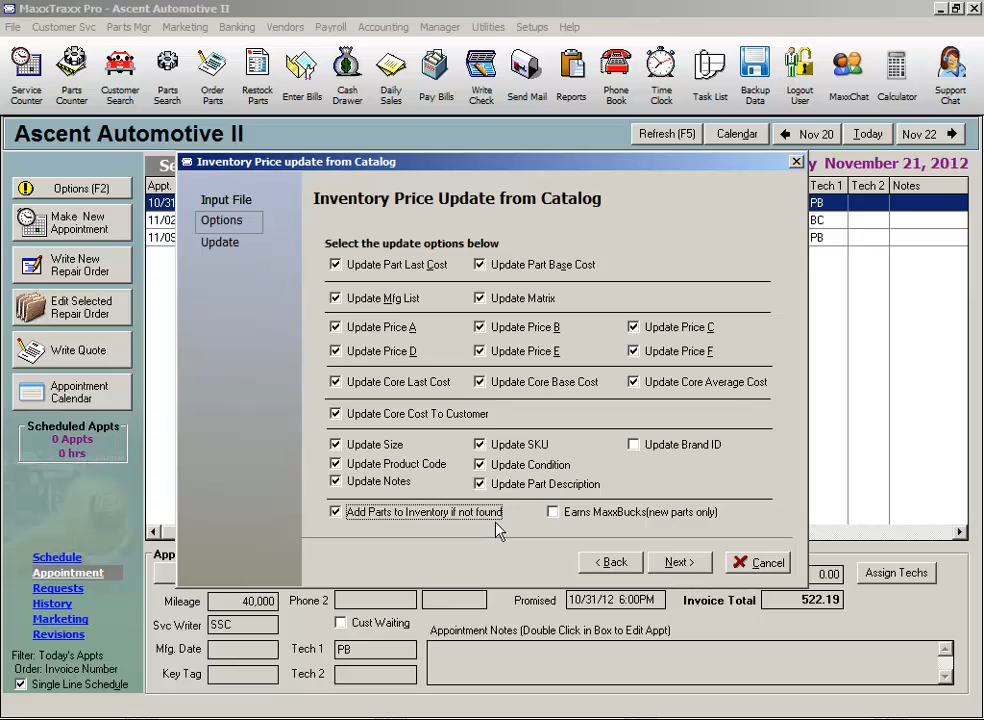 MaxxTraxx Pro - Ascent Automotive II
File Customer Svc Parts Mgr Marketing Banking Vendors Payroll Accounting Manager Utilities Setups Help
Service Counter
Parts Counter
Customer Search
Parts Search
Order Parts
Restock Parts
Enter Bills
Cash Drawer
Daily Sales
Pay Bills
Write Check
Send Mail
Reports
Phone Book
Time Clock
Task List
Backup Data
Logout User
MaxxChat
Calculator
Support Chat
Ascent Automotive II
Refresh (F5) Calendar Nov 20 Today Nov 22
Options (F2)
Make New Appointment
Write New Repair Order
Edit Selected Repair Order
Write Quote
Appointment Calendar
Scheduled Appts
0 Appts
0 hrs
Schedule
Appointment
Requests
History
Marketing
Revisions
Filter: Today's Appts
Order: Invoice Number
Single Line Schedule
Se
y November 21, 2012
Appt. Tech 1 Tech 2 Notes
10/31 PB
11/02 BC
11/09 PB
Inventory Price update from Catalog
Input File
Options
Update
Inventory Price Update from Catalog
Select the update options below
Update Part Last Cost Update Part Base Cost
Update Mfg List Update Matrix
Update Price A Update Price B Update Price C
Update Price D Update Price E Update Price F
Update Core Last Cost Update Core Base Cost Update Core Average Cost
Update Core Cost To Customer
Update Size Update SKU Update Brand ID
Update Product Code Update Condition
Update Notes Update Part Description
Add Parts to Inventory if not found Earns MaxxBucks(new parts only)
< Back Next > Cancel
App
0.00 Assign Techs
Mileage 40,000 Phone 2 Promised 10/31/12 6:00PM Invoice Total 522.19
Svc Writer SSC Cust Waiting Appointment Notes (Double Click in Box to Edit Appt)
Mfg. Date Tech 1 PB
Key Tag Tech 2